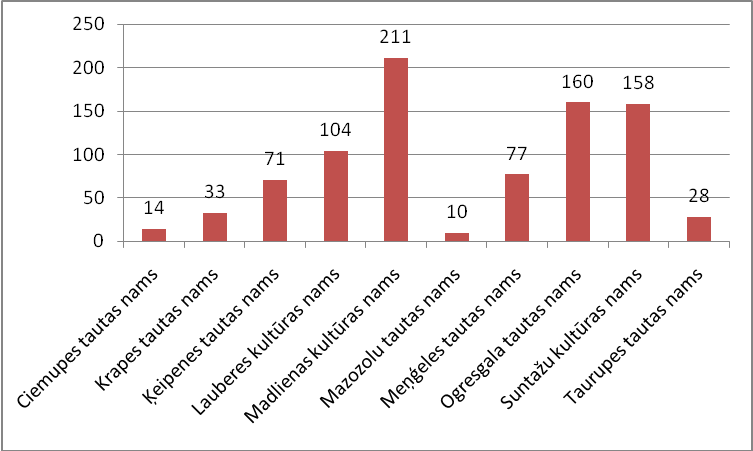 250
200
150
100
50
0
14
33
71
104
211
10
77
160
158
28
Ciemupes tautas nams
Krapes tautas nams
Ķeipenes tautas nams
Lauberes kultūras nams
Madlienas kultūras nams
Mazozolu tautas nams
Meņģeles tautas nams
Ogresgala tautas nams
Suntažu kultūras nams
Taurupes tautas nams